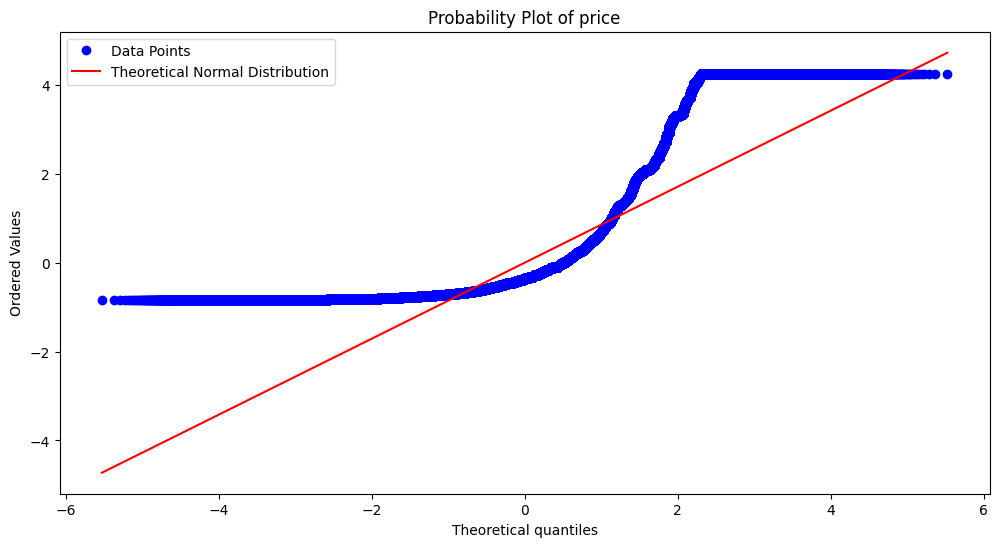 Probability Plot of price
Data Points
Theoretical Normal Distribution
Ordered Values
4
2
0
−2
−4
−6
−4
−2
0
2
4
6
Theoretical quantiles